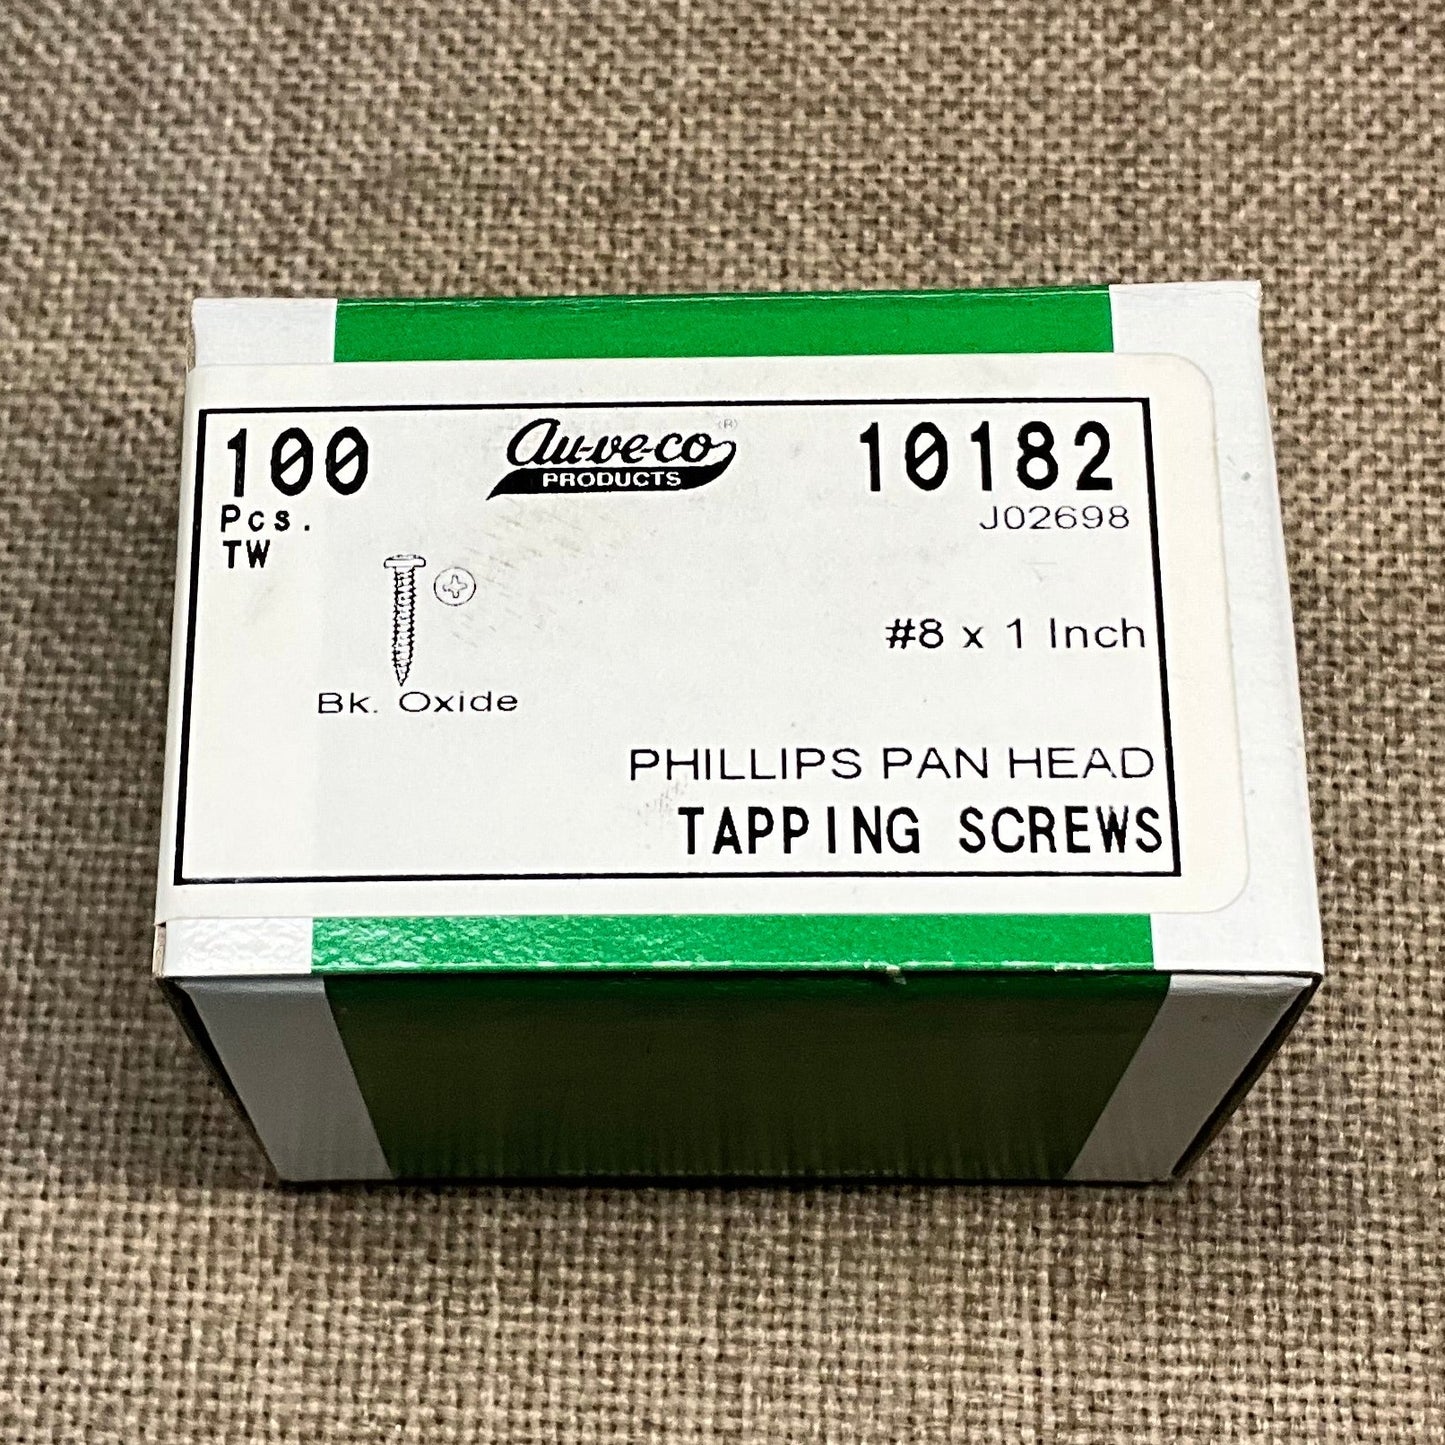 100
Pcs.
TW
au-ve-co (R)
PRODUCTS
10182
J02698
#8 x 1 Inch
Bk. Oxide
PHILLIPS PAN HEAD
TAPPING SCREWS